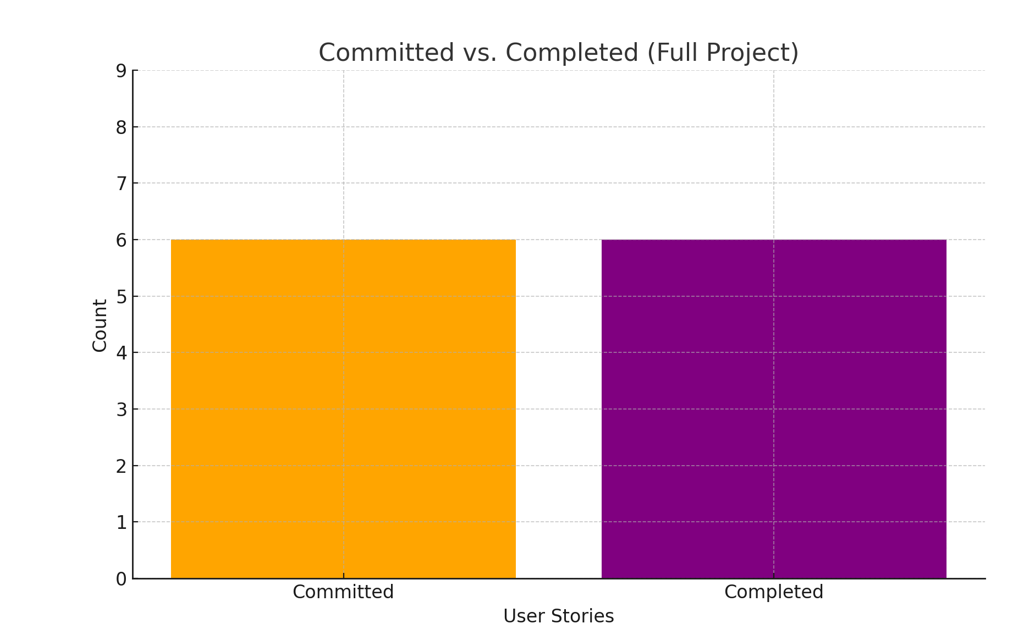 Committed vs. Completed (Full Project)
9
8
7
6
5
4
3
2
1
0
Count
Committed
Completed
User Stories